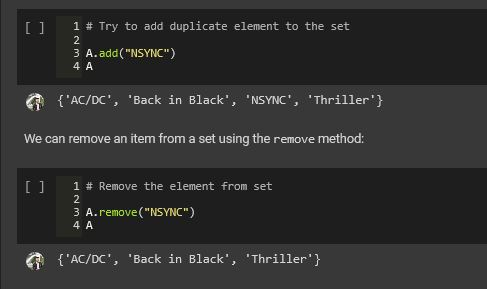 [ ] 1 # Try to add duplicate element to the set
2
3 A.add("NSYNC")
4 A
{'AC/DC', 'Back in Black', 'NSYNC', 'Thriller'}
We can remove an item from a set using the remove method:
[ ] 1 # Remove the element from set
2
3 A.remove("NSYNC")
4 A
{'AC/DC', 'Back in Black', 'Thriller'}